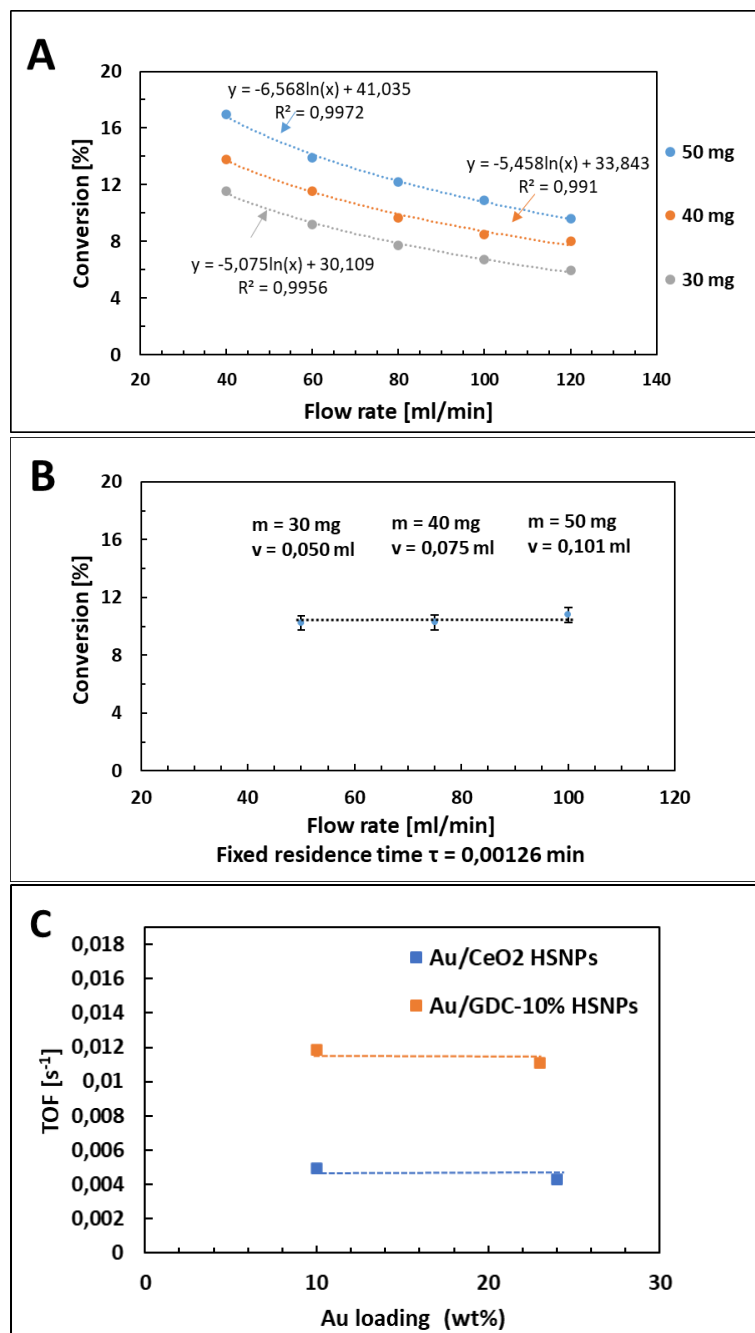 A
20
16
12
8
4
0
Conversion [%]
y = -6,568ln(x) + 41,035
R² = 0,9972
y = -5,458ln(x) + 33,843
R² = 0,991
y = -5,075ln(x) + 30,109
R² = 0,9956
50 mg
40 mg
30 mg
20 40 60 80 100 120 140
Flow rate [ml/min]
B
20
16
12
8
4
0
Conversion [%]
m = 30 mg m = 40 mg m = 50 mg
v = 0,050 ml v = 0,075 ml v = 0,101 ml
20 40 60 80 100 120
Flow rate [ml/min]
Fixed residence time τ = 0,00126 min
C
0,018
0,016
0,014
0,012
0,01
0,008
0,006
0,004
0,002
0
TOF [s⁻¹]
Au/CeO2 HSNPs
Au/GDC-10% HSNPs
0 10 20 30
Au loading (wt%)